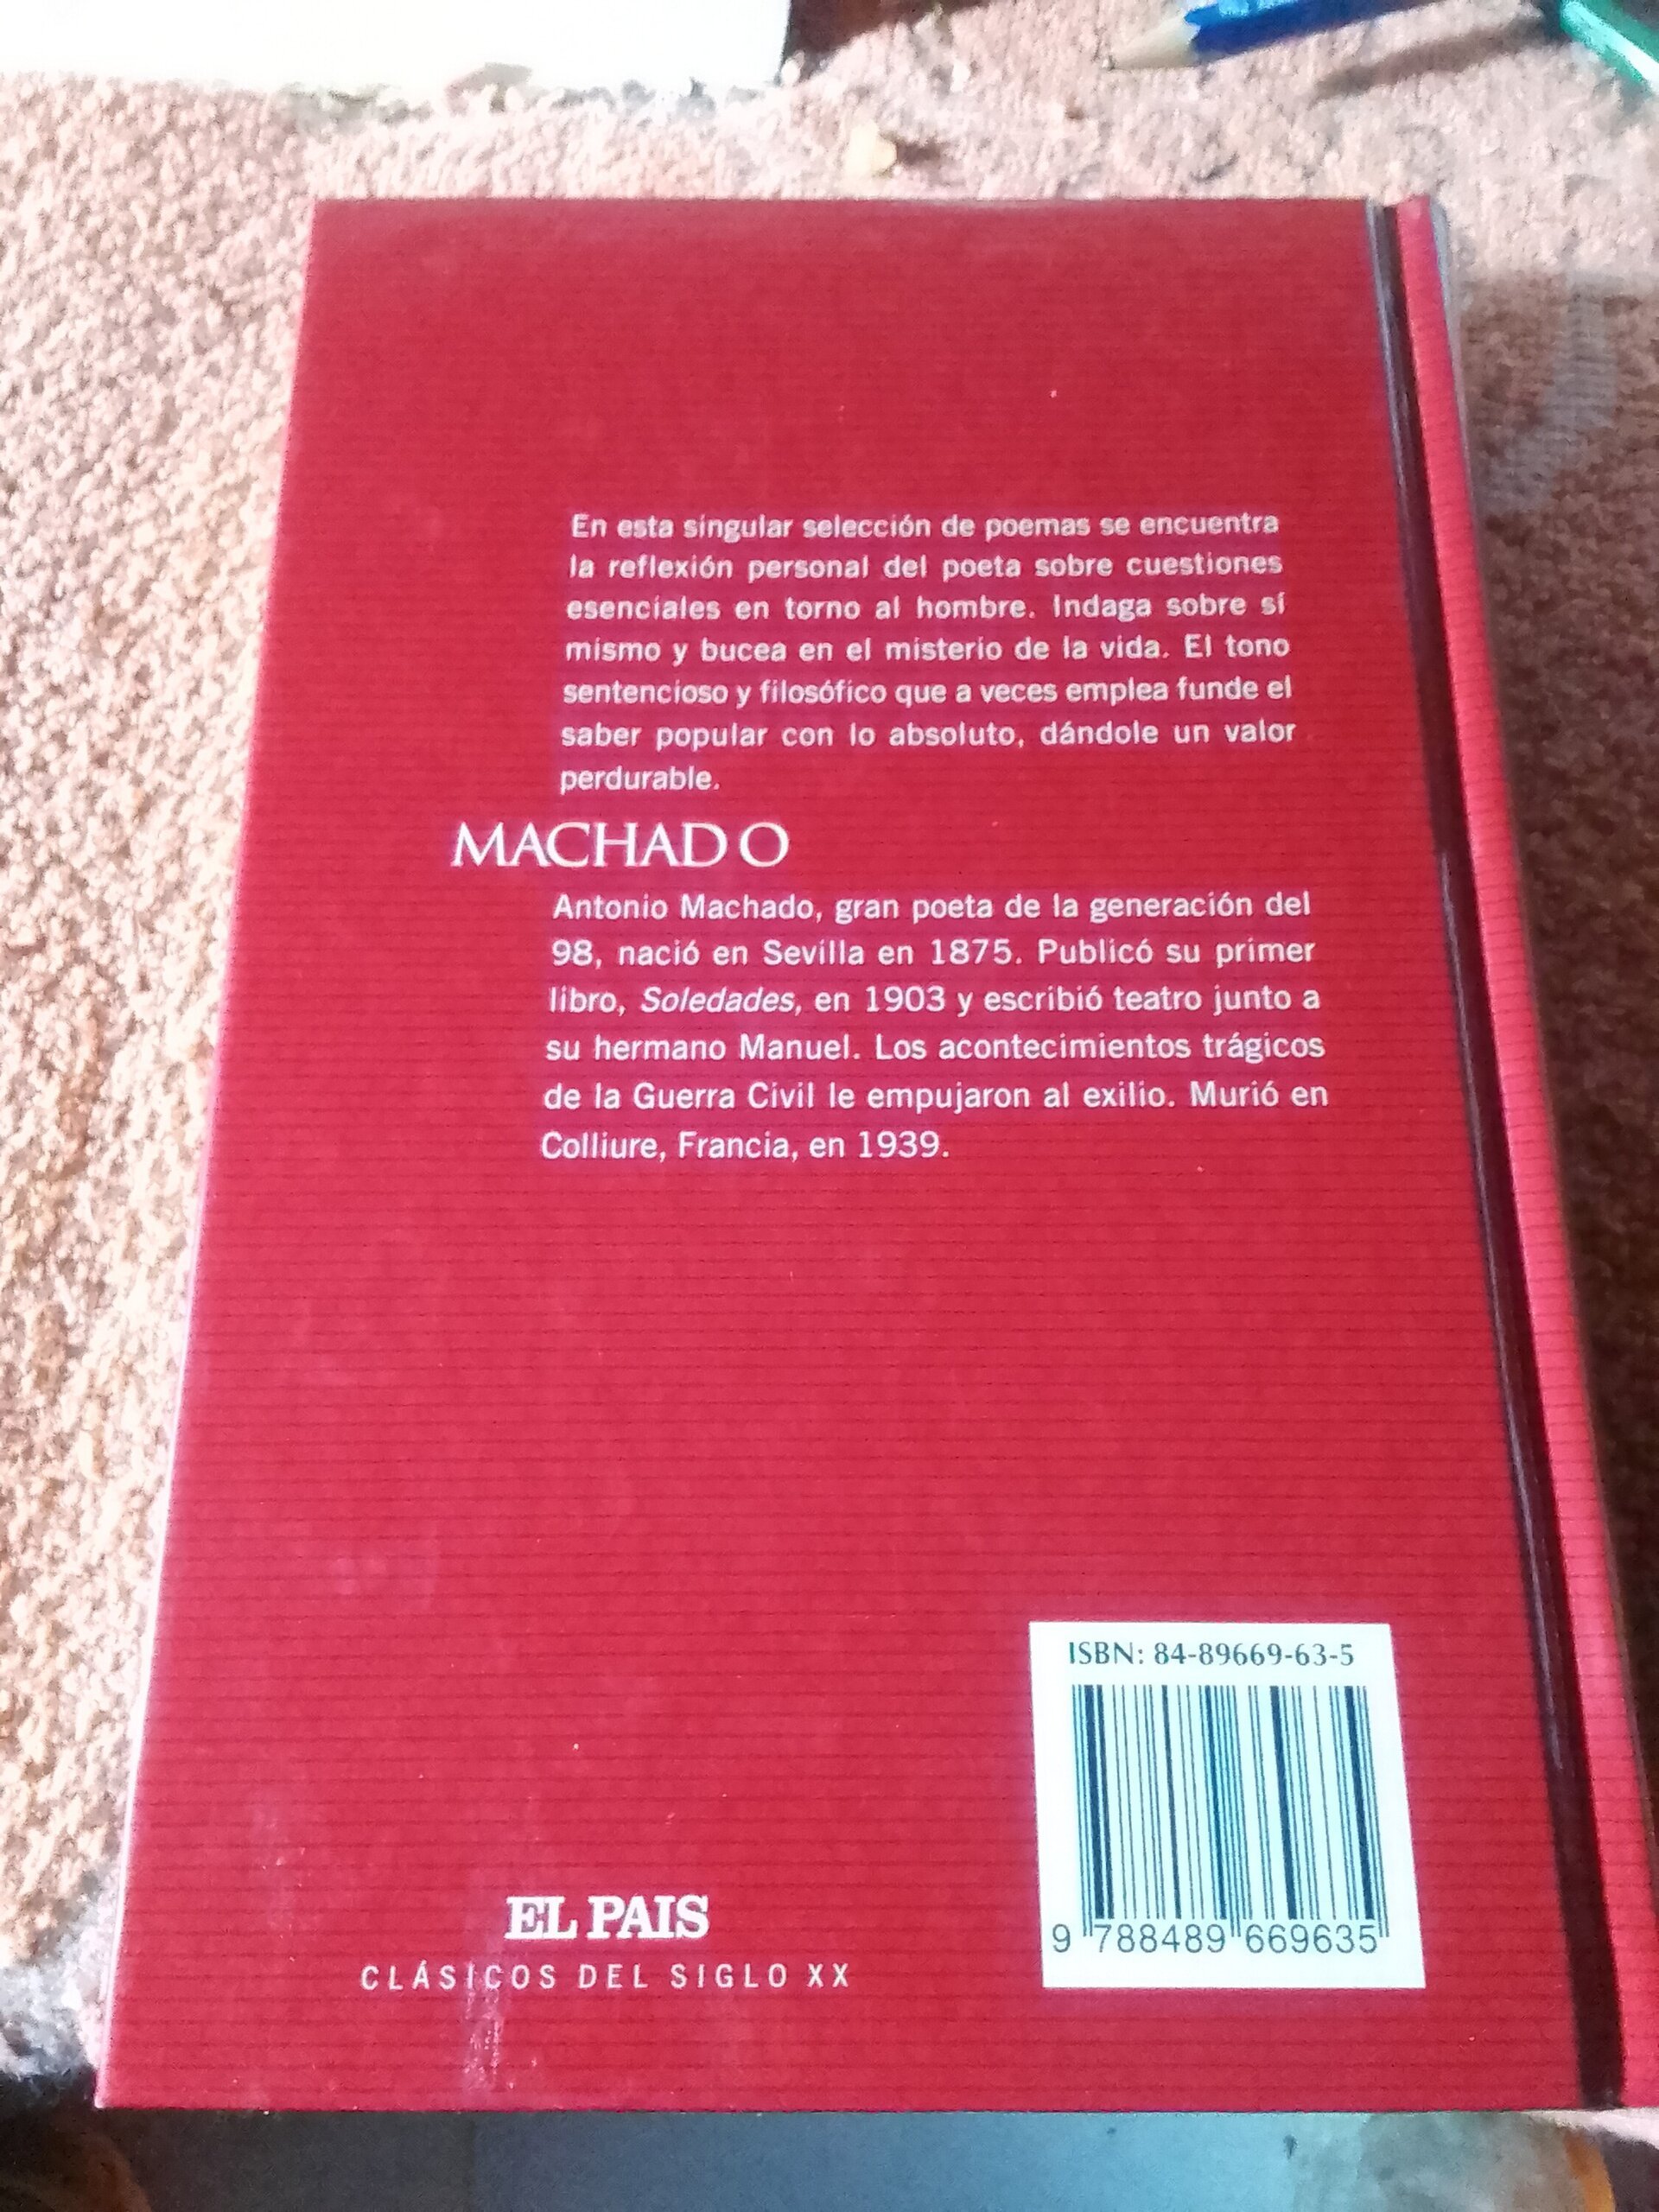 En esta singular selección de poemas se encuentra
la reflexión personal del poeta sobre cuestiones
esenciales en torno al hombre. Indaga sobre sí
mismo y bucea en el misterio de la vida. El tono
sentencioso y filosófico que a veces emplea funde el
saber popular con lo absoluto, dándole un valor
perdurable.
MACHADO
Antonio Machado, gran poeta de la generación del
98, nació en Sevilla en 1875. Publicó su primer
libro, Soledades, en 1903 y escribió teatro junto a
su hermano Manuel. Los acontecimientos trágicos
de la Guerra Civil le empujaron al exilio. Murió en
Colliure, Francia, en 1939.
ISBN: 84-89669-63-5
9 788489 669635
EL PAIS
CLÁSICOS DEL SIGLO XX